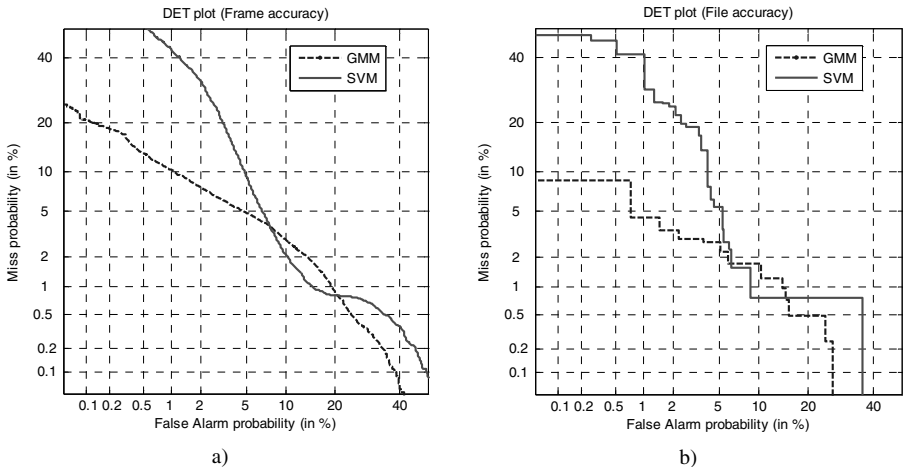 DET plot (Frame accuracy)
GMM
SVM
Miss probability (in %)
40
20
10
5
2
1
0.5
0.2
0.1
0.1 0.2 0.5 1 2 5 10 20 40
False Alarm probability (in %)
a)
DET plot (File accuracy)
GMM
SVM
Miss probability (in %)
40
20
10
5
2
1
0.5
0.2
0.1
0.1 0.2 0.5 1 2 5 10 20 40
False Alarm probability (in %)
b)